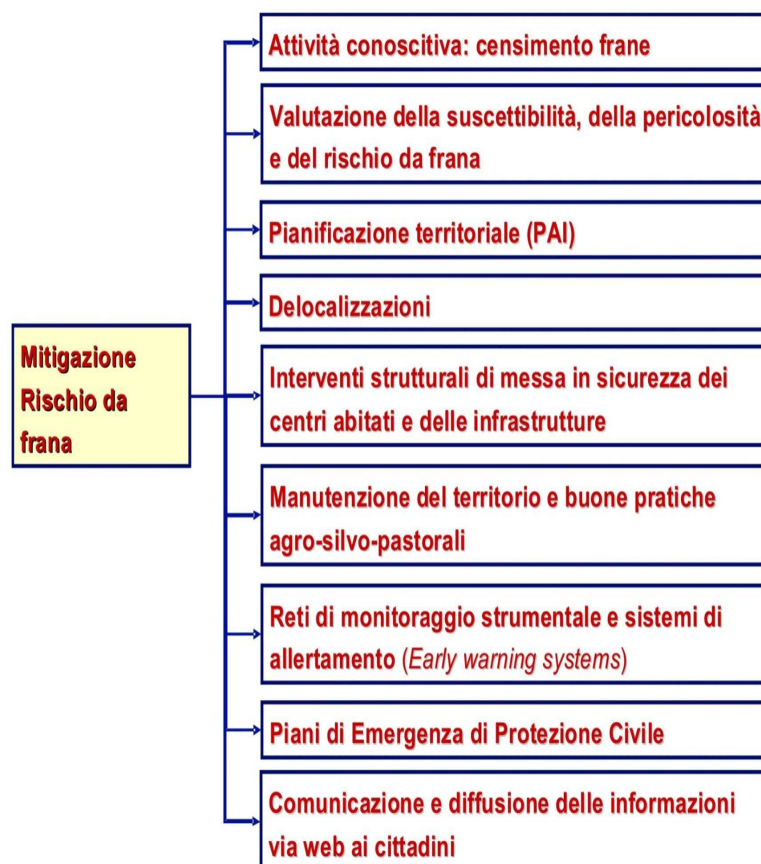 Mitigazione
Rischio da
frana
Attività conoscitiva: censimento frane
Valutazione della suscettibilità, della pericolosità
e del rischio da frana
Pianificazione territoriale (PAI)
Delocalizzazioni
Interventi strutturali di messa in sicurezza dei
centri abitati e delle infrastrutture
Manutenzione del territorio e buone pratiche
agro-silvo-pastorali
Reti di monitoraggio strumentale e sistemi di
allertamento (Early warning systems)
Piani di Emergenza di Protezione Civile
Comunicazione e diffusione delle informazioni
via web ai cittadini